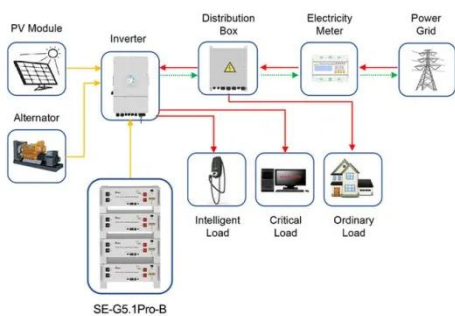 PV Module
Inverter
Distribution
Box
Electricity
Meter
Power
Grid
Alternator
Intelligent
Load
Critical
Load
Ordinary
Load
SE-G5.1Pro-B